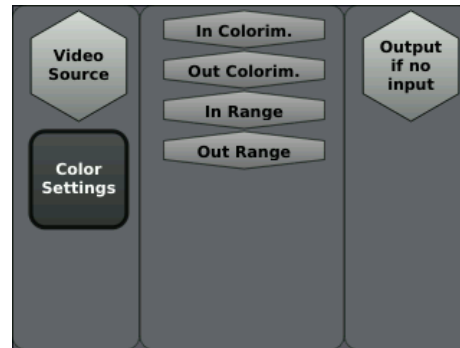 Video
Source
Color
Settings
In Colorim.
Out Colorim.
In Range
Out Range
Output
if no
input